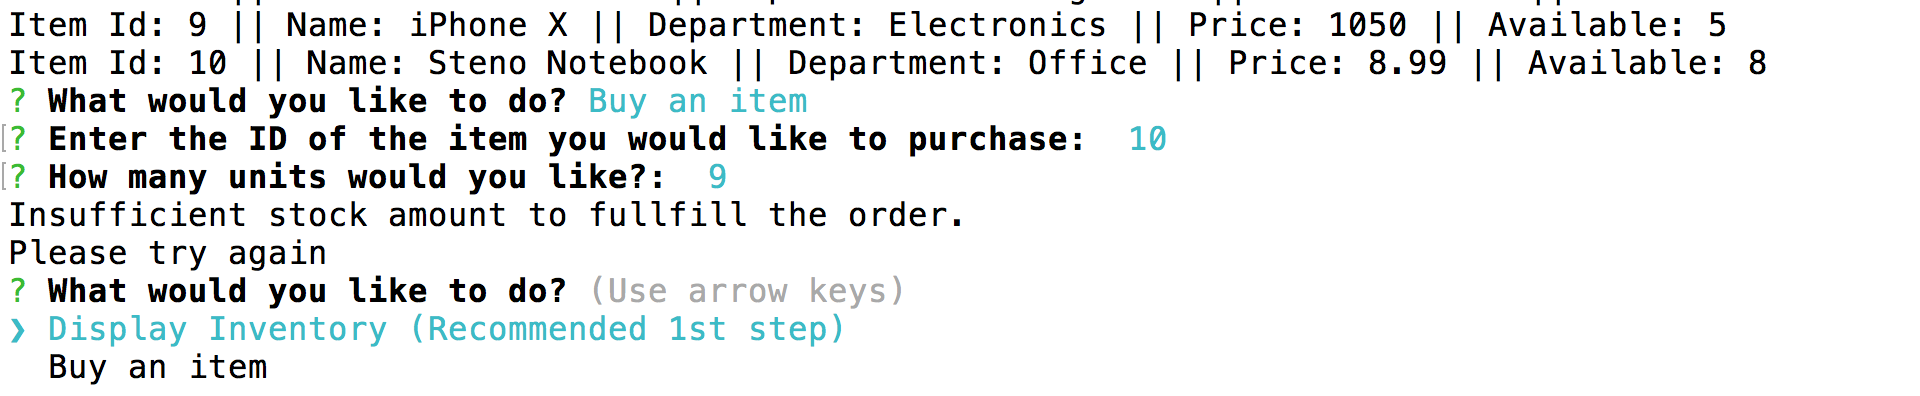 Item Id: 9 || Name: iPhone X || Department: Electronics || Price: 1050 || Available: 5
Item Id: 10 || Name: Steno Notebook || Department: Office || Price: 8.99 || Available: 8
? What would you like to do? Buy an item
[? Enter the ID of the item you would like to purchase:  10
[? How many units would you like?:  9
Insufficient stock amount to fullfill the order.
Please try again
? What would you like to do? (Use arrow keys)
❯ Display Inventory (Recommended 1st step)
  Buy an item